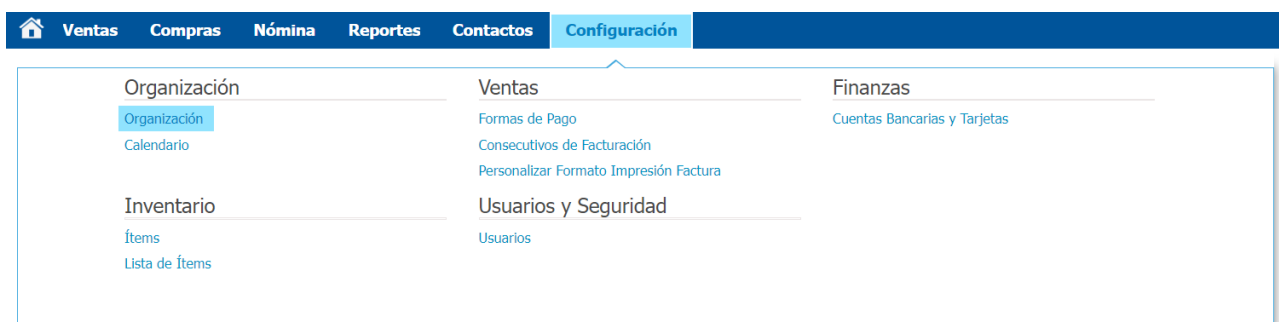 Ventas Compras Nómina Reportes Contactos Configuración
Organización Ventas Finanzas
Organización Formas de Pago Cuentas Bancarias y Tarjetas
Calendario Consecutivos de Facturación
Personalizar Formato Impresión Factura
Inventario Usuarios y Seguridad
Ítems Usuarios
Lista de Ítems